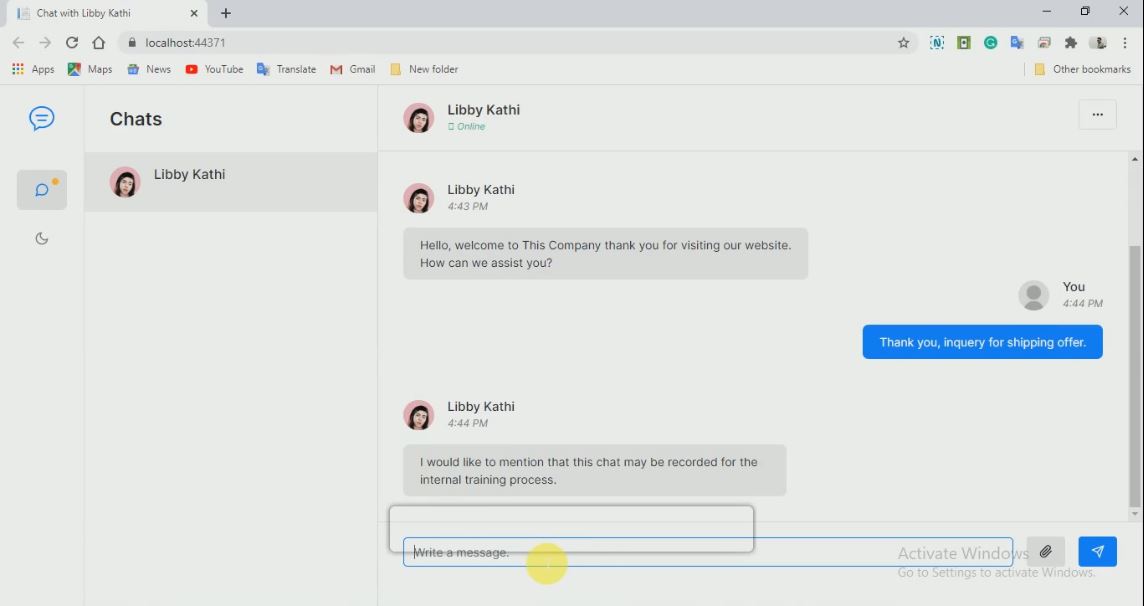 Chat with Libby Kathi
localhost:44371
Apps Maps News YouTube Translate Gmail New folder Other bookmarks
Chats
Libby Kathi
Libby Kathi
Online
...
Libby Kathi
4:43 PM
Hello, welcome to This Company thank you for visiting our website.
How can we assist you?
You
4:44 PM
Thank you, inquery for shipping offer.
Libby Kathi
4:44 PM
I would like to mention that this chat may be recorded for the
internal training process.
Write a message.
Activate Windows
Go to Settings to activate Windows.